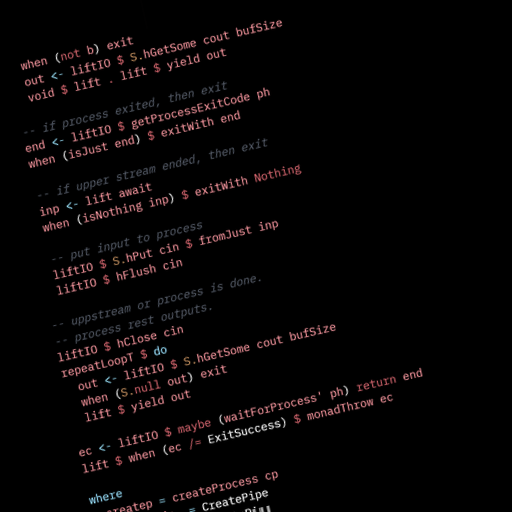 when (not b) exit
out <- liftIO $ S.hGetSome cout bufSize
void $ lift . lift $ yield out
-- if process exited, then exit
end <- liftIO $ getProcessExitCode ph
when (isJust end) $ exitWith end
-- if upper stream ended, then exit
inp <- lift await
when (isNothing inp) $ exitWith Nothing
-- put input to process
liftIO $ S.hPut cin $ fromJust inp
liftIO $ hFlush cin
-- uppstream or process is done.
-- process rest outputs.
liftIO $ hClose cin
repeatLoopT $ do
out <- liftIO $ S.hGetSome cout bufSize
when (S.null out) exit
lift $ yield out
ec <- liftIO $ maybe (waitForProcess' ph) return end
lift $ when (ec /= ExitSuccess) $ monadThrow ec
where
createp = createProcess cp
= CreatePipe